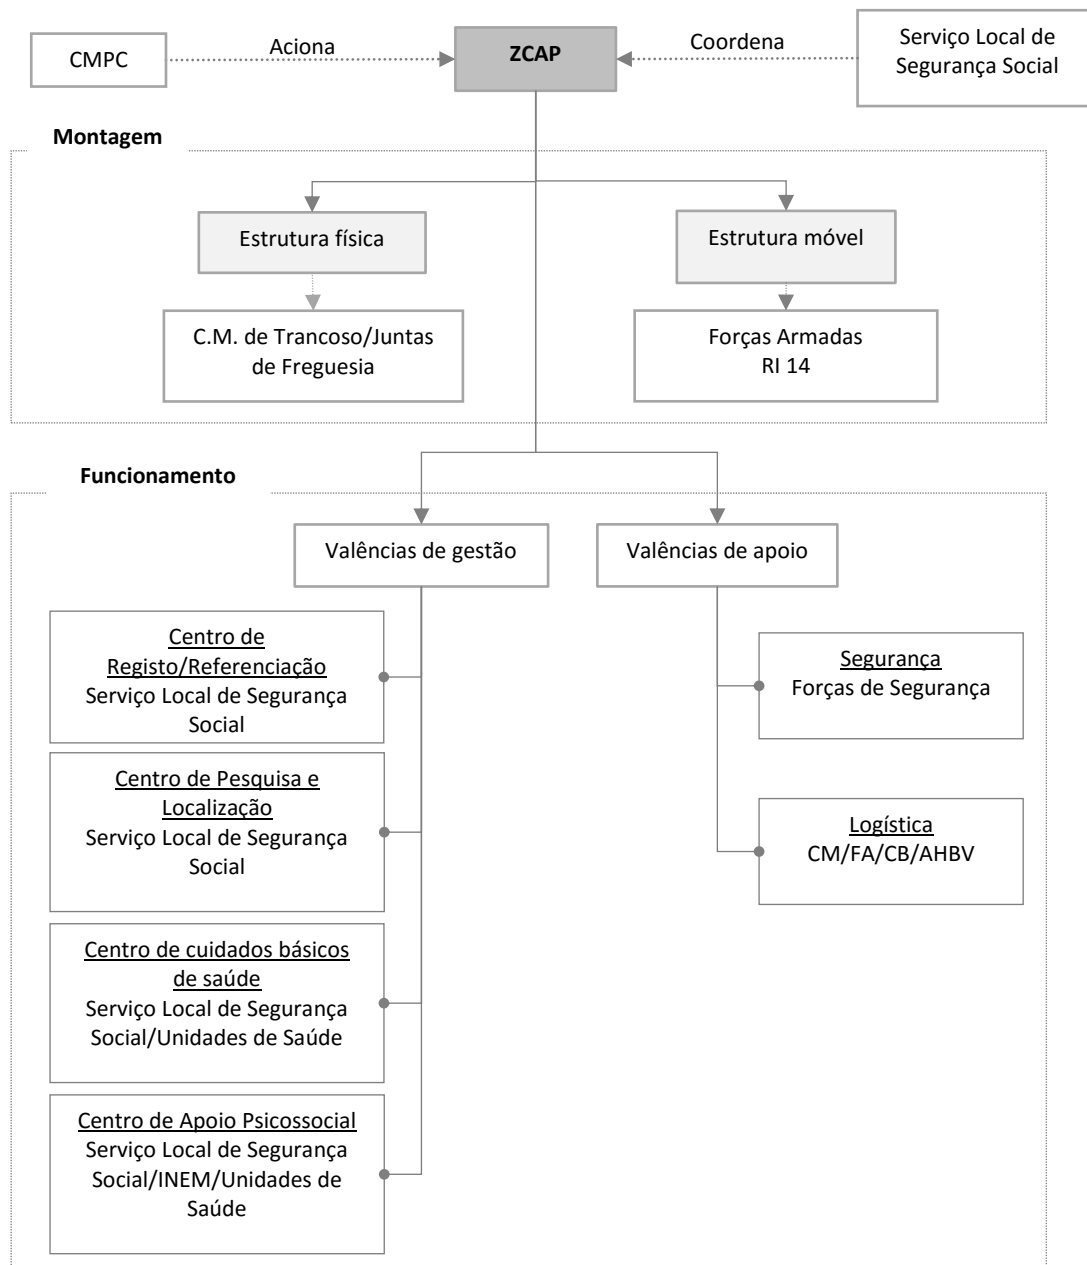 CMPC
Aciona
ZCAP
Coordena
Serviço Local de
Segurança Social
Montagem
Estrutura física
Estrutura móvel
C.M. de Trancoso/Juntas
de Freguesia
Forças Armadas
RI 14
Funcionamento
Valências de gestão
Valências de apoio
Centro de
Registo/Referenciação
Serviço Local de Segurança
Social
Segurança
Forças de Segurança
Centro de Pesquisa e
Localização
Serviço Local de Segurança
Social
Logística
CM/FA/CB/AHBV
Centro de cuidados básicos
de saúde
Serviço Local de Segurança
Social/Unidades de Saúde
Centro de Apoio Psicossocial
Serviço Local de Segurança
Social/INEM/Unidades de
Saúde